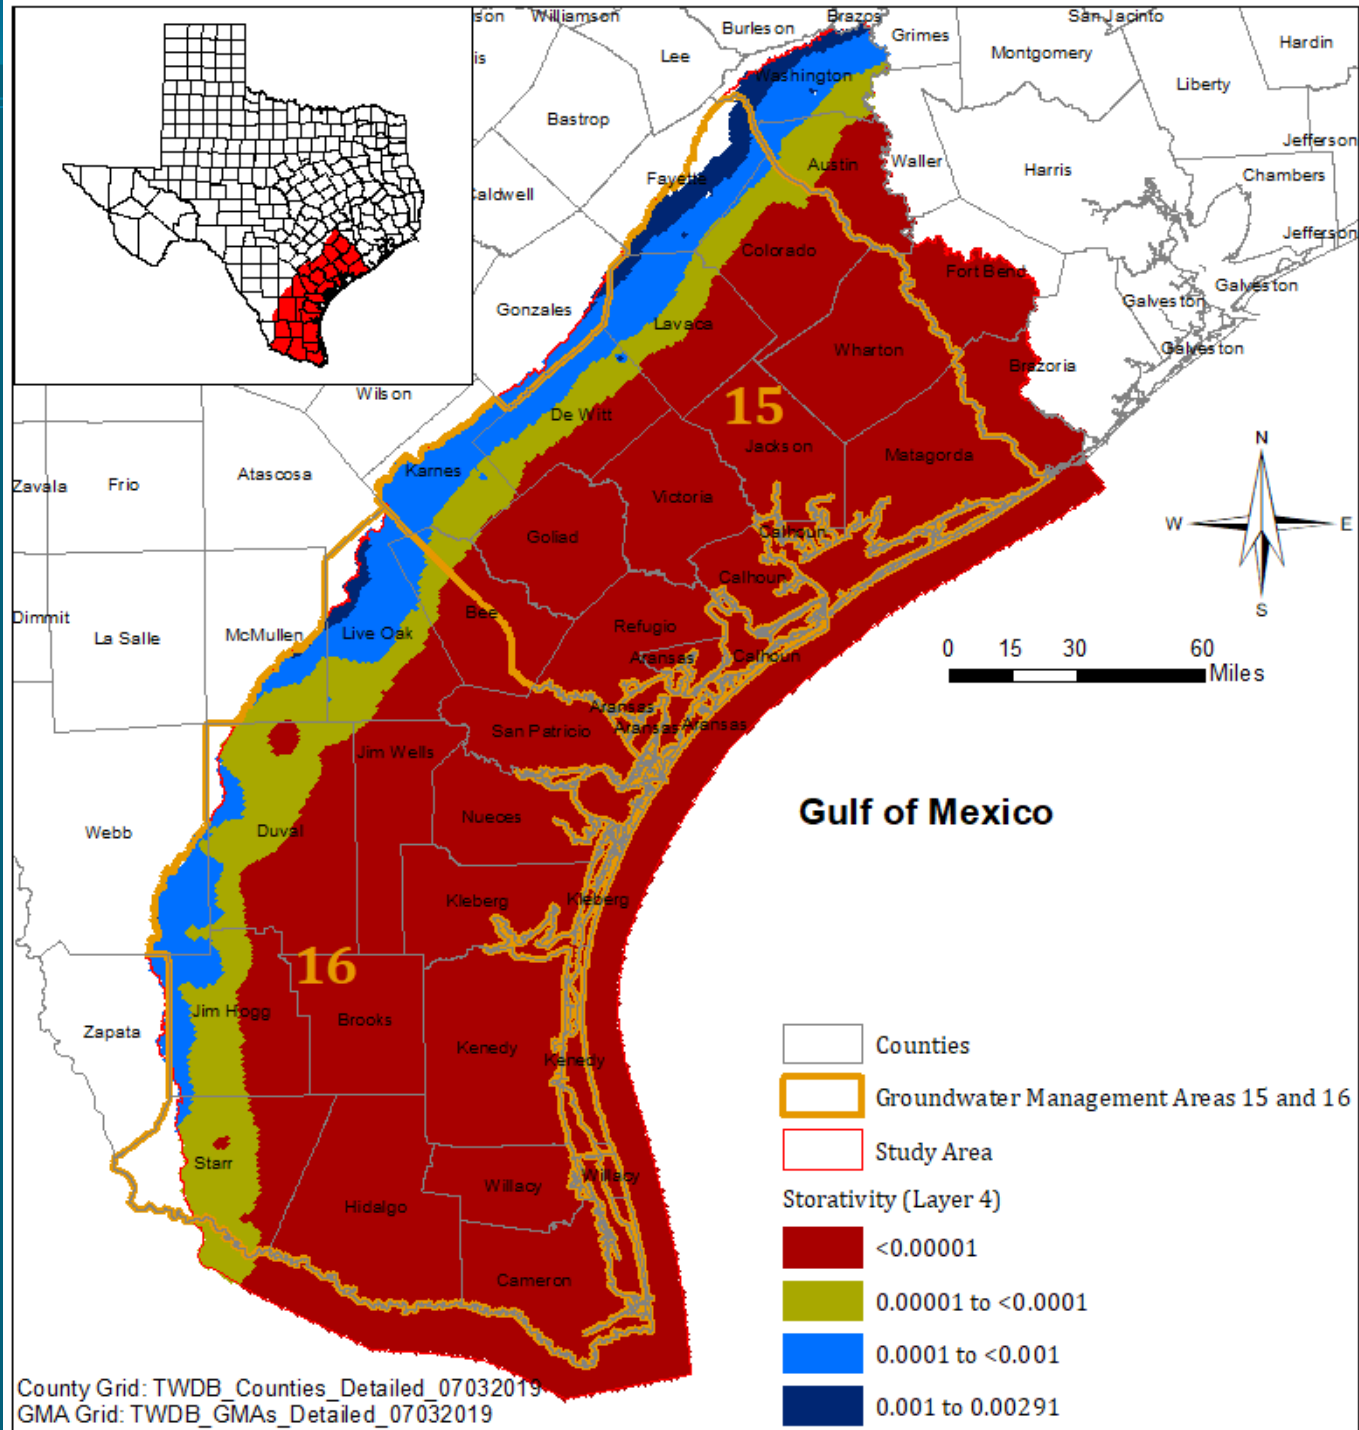 son
Williamson
Burleson
Brazos
Grimes
San Jacinto
Hardin
is
Lee
Montgomery
Liberty
Washington
Bastrop
Jefferson
Austin
Waller
Harris
Chambers
Fayette
aldwell
Jefferson
Colorado
Fort Bend
Galveston
Galveston
Gonzales
Lavaca
Galveston
Wharton
Brazoria
Wilson
15
De Witt
Jackson
Matagorda
N
Karnes
Atascosa
Zavala
Frio
Victoria
W
E
Calhoun
Goliad
Calhoun
S
Dimmit
La Salle
McMullen
Live Oak
Bee
Refugio
Aransas
Calhoun
0 15 30 60
Miles
Aransas
Aransas
Aransas
San Patricio
Jim Wells
Gulf of Mexico
Nueces
Webb
Duval
Kleberg
Kleberg
16
Jim Hogg
Brooks
Zapata
Kenedy
Kenedy
Starr
Willacy
Willacy
Hidalgo
Cameron
Counties
Groundwater Management Areas 15 and 16
Study Area
Storativity (Layer 4)
<0.00001
0.00001 to <0.0001
0.0001 to <0.001
0.001 to 0.00291
County Grid: TWDB_Counties_Detailed_07032019
GMA Grid: TWDB_GMAs_Detailed_07032019